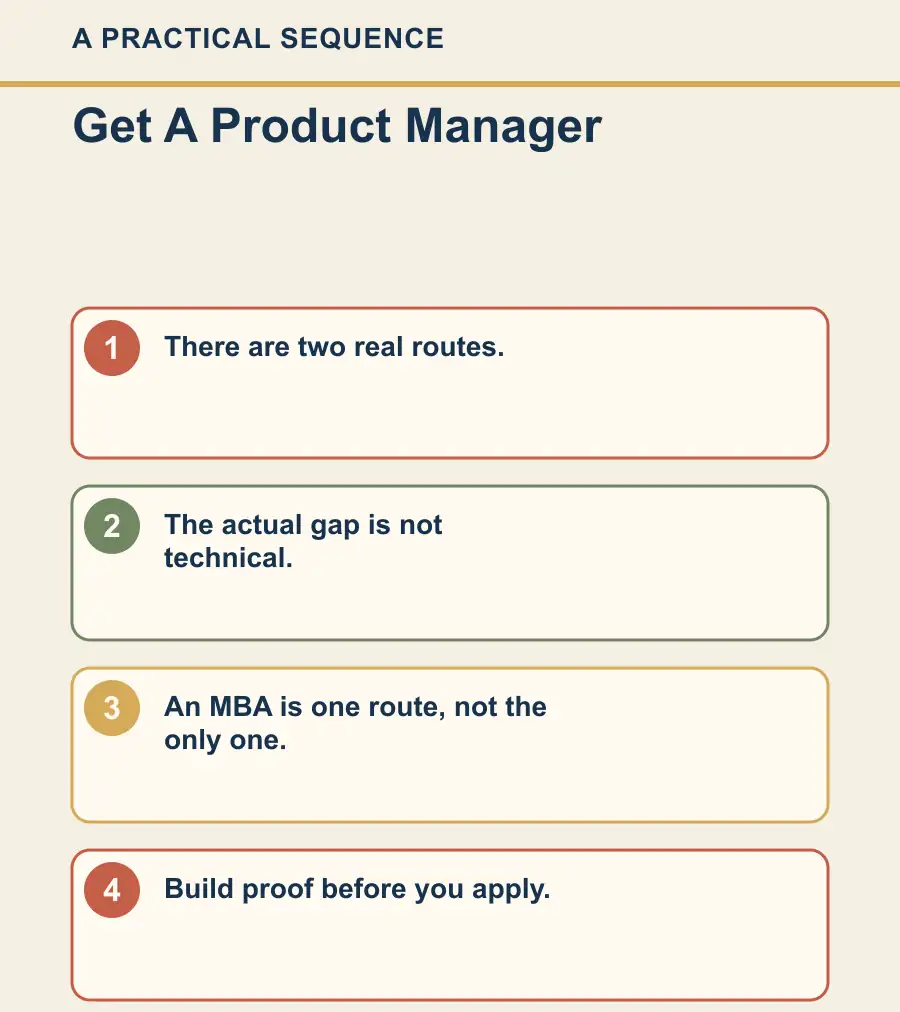 A PRACTICAL SEQUENCE
Get A Product Manager
1
There are two real routes.
2
The actual gap is not
technical.
3
An MBA is one route, not the
only one.
4
Build proof before you apply.